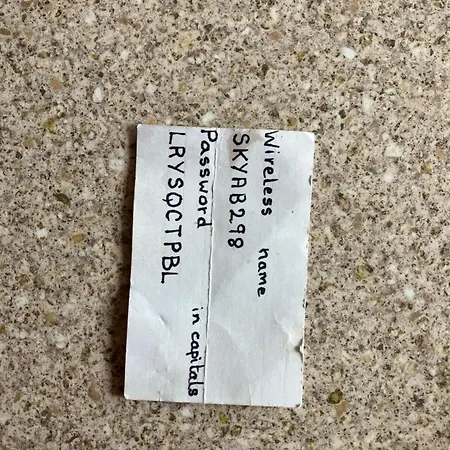 Wireless name
SKYAB298
Password in capitals
LRYSQCTPBL